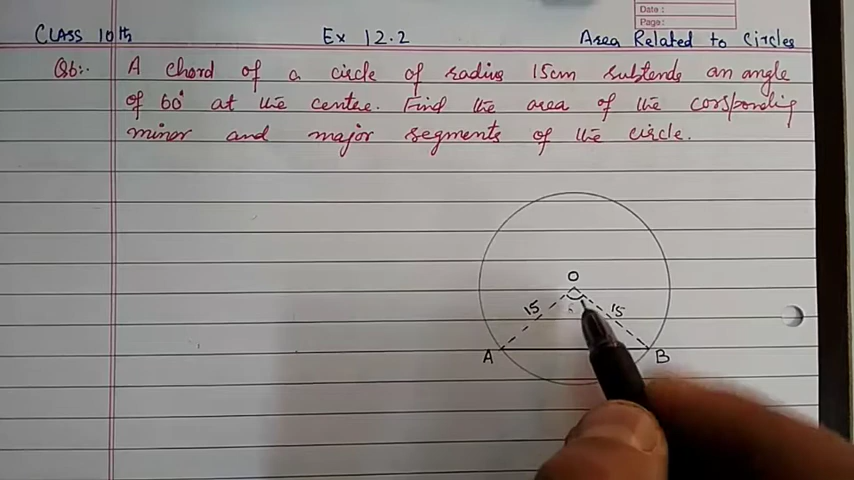 Date :
Page :
CLASS 10th Ex 12.2 Area Related to Circles
Q6:- A chord of a circle of radius 15cm subtends an angle
of 60° at the centre. Find the area of the corsponding
minor and major segments of the circle.
O
15 15
A B